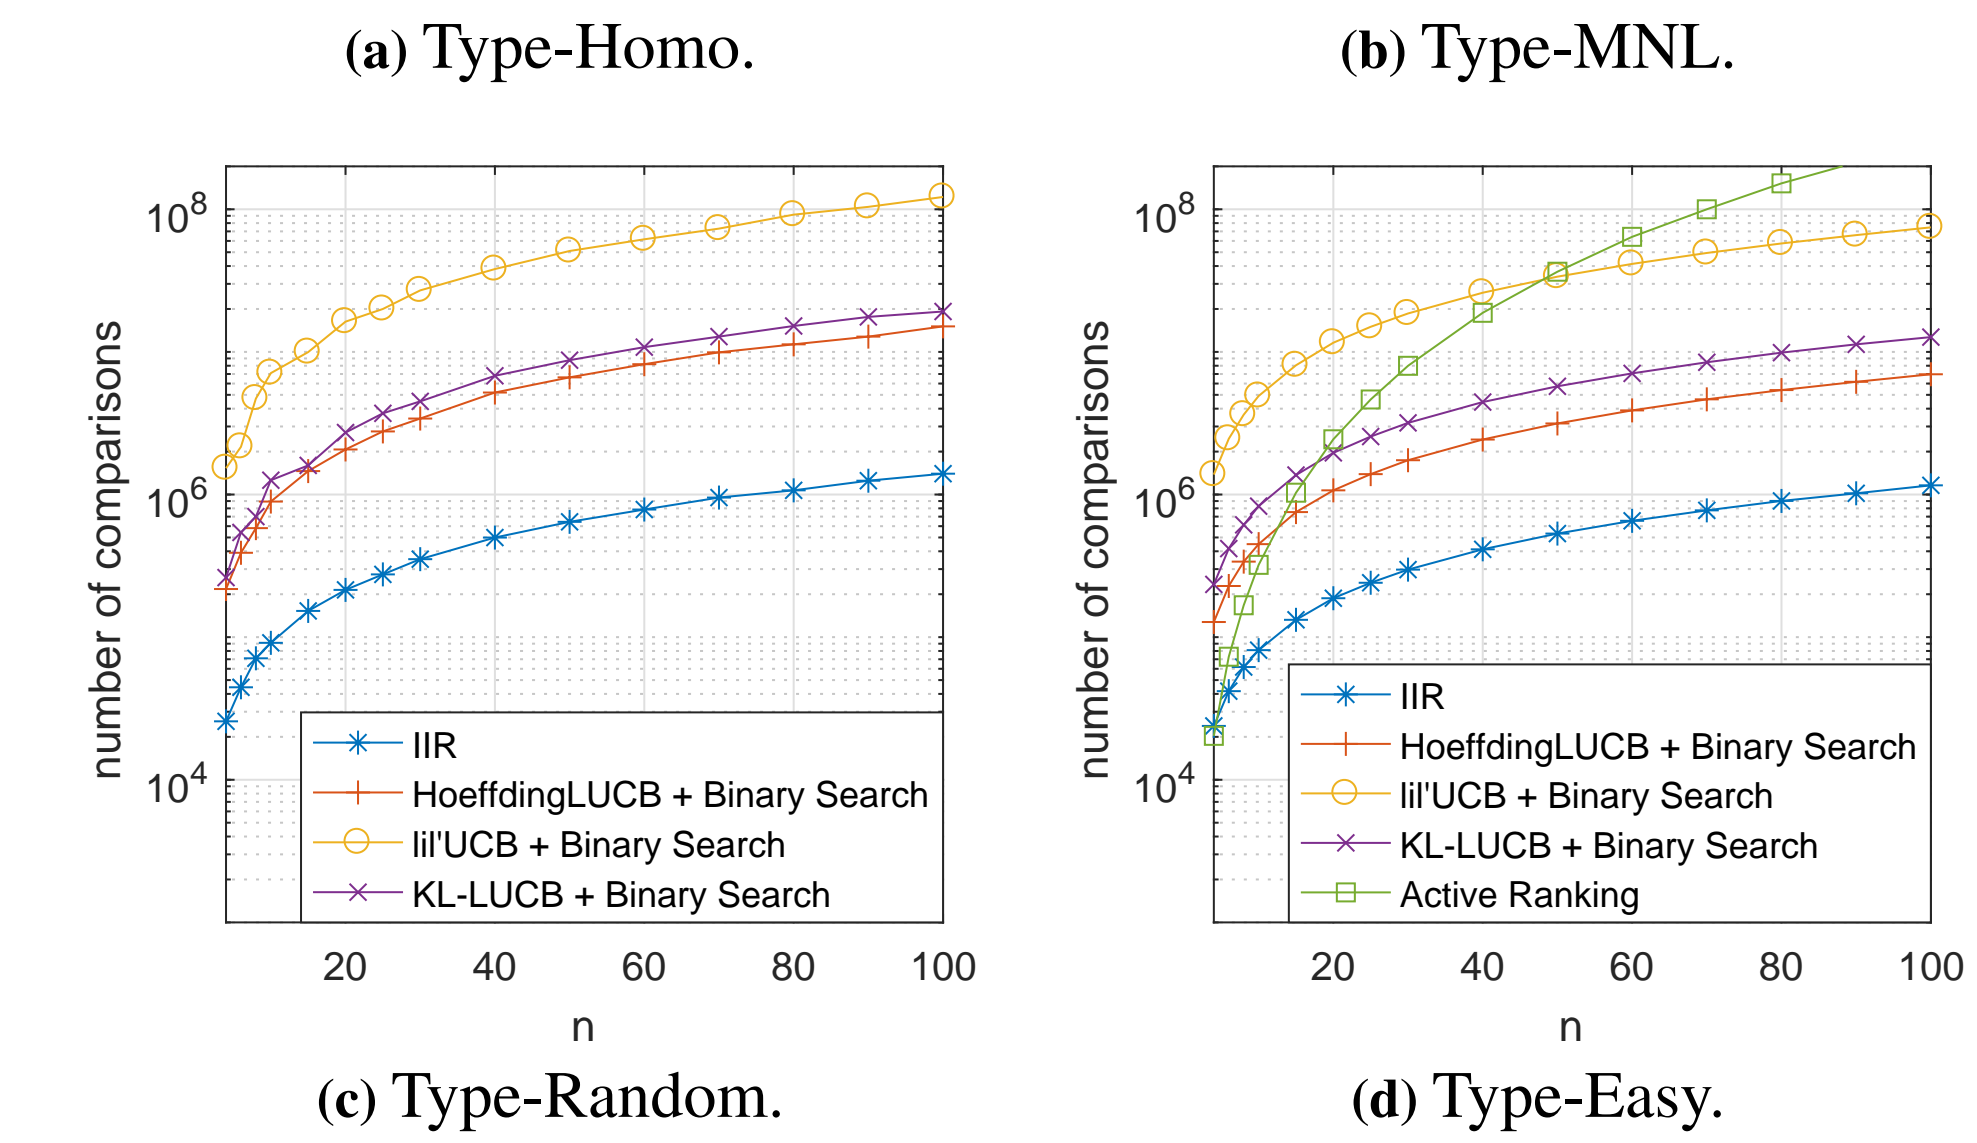 (a) Type-Homo.
(b) Type-MNL.
number of comparisons
10^8
10^6
10^4
IIR
HoeffdingLUCB + Binary Search
lil'UCB + Binary Search
KL-LUCB + Binary Search
20 40 60 80 100
n
(c) Type-Random.
number of comparisons
10^8
10^6
10^4
IIR
HoeffdingLUCB + Binary Search
lil'UCB + Binary Search
KL-LUCB + Binary Search
Active Ranking
20 40 60 80 100
n
(d) Type-Easy.